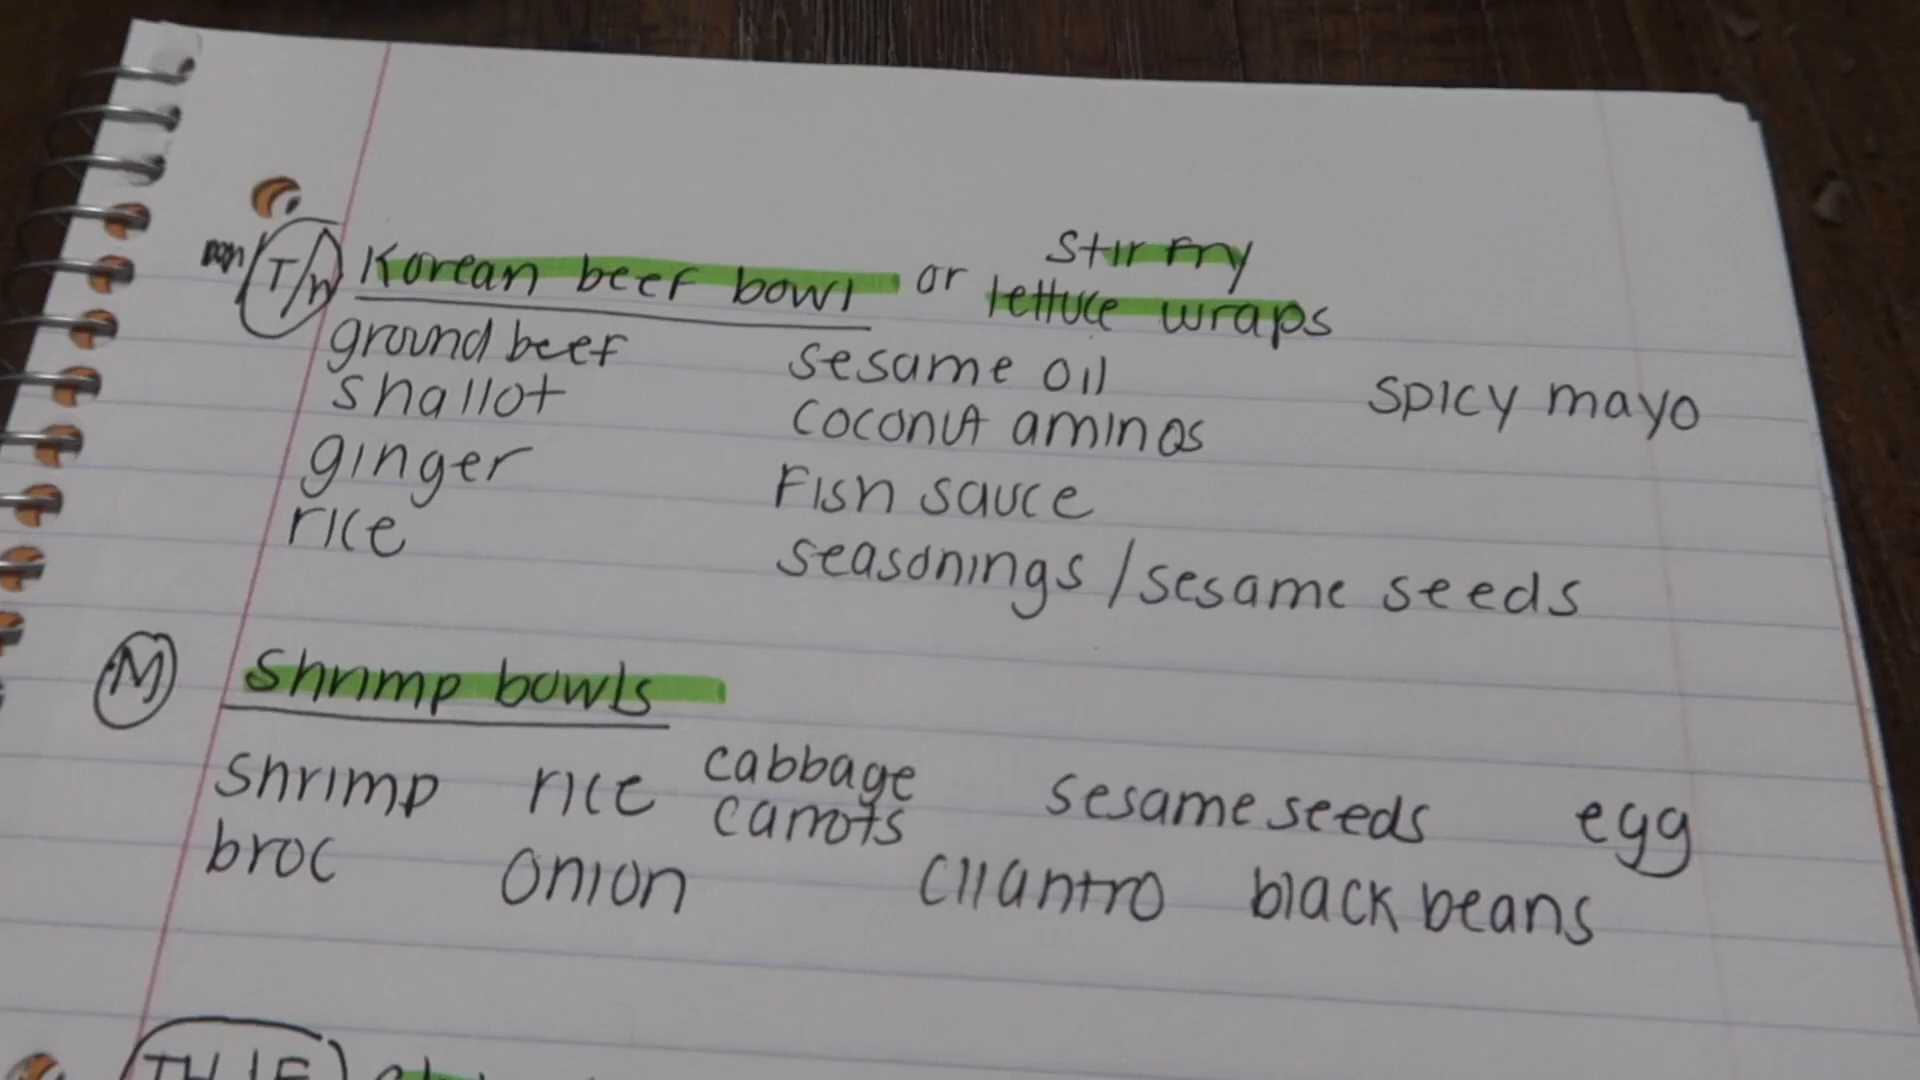 stir fry
T/ Korean beef bowl or lettuce wraps
ground beef sesame oil spicy mayo
shallot coconut aminos
ginger Fish sauce
rice seasonings / sesame seeds
M Shrimp bowls
shrimp rice cabbage sesame seeds egg
carrots
broc onion cilantro black beans